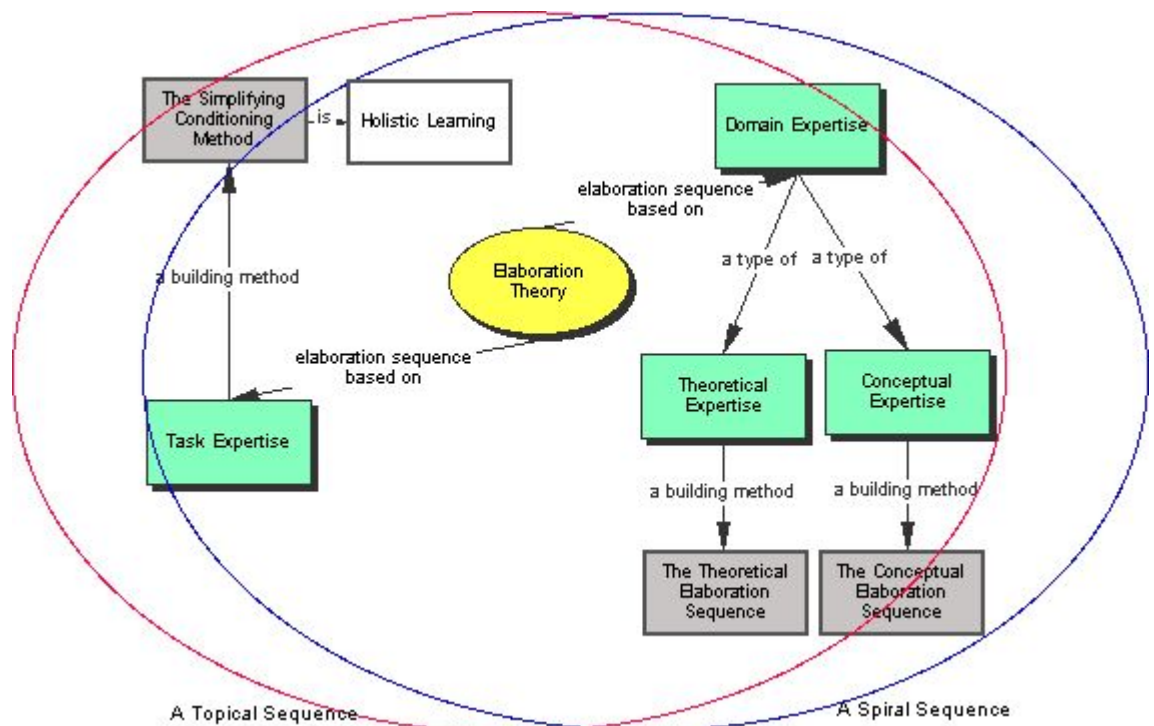 The Simplifying
Conditioning
Method
is
Holistic Learning
Domain Expertise
elaboration sequence
based on
Elaboration
Theory
a building method
a type of
a type of
elaboration sequence
based on
Task Expertise
Theoretical
Expertise
Conceptual
Expertise
a building method
a building method
The Theoretical
Elaboration
Sequence
The Conceptual
Elaboration
Sequence
A Topical Sequence
A Spiral Sequence